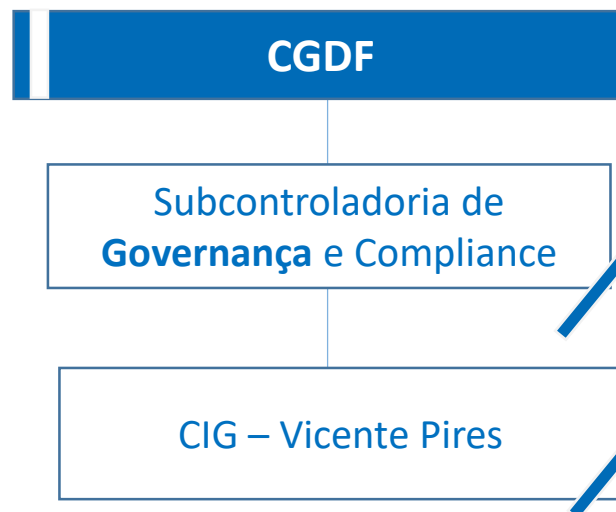 CGDF
Subcontroladoria de
Governança e Compliance
CIG – Vicente Pires